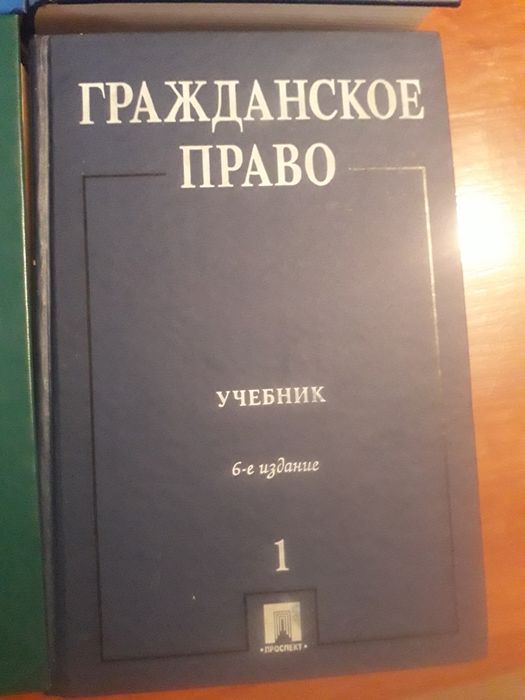 ГРАЖДАНСКОЕ
ПРАВО
УЧЕБНИК
6-е издание
1
• ПРОСПЕКТ •